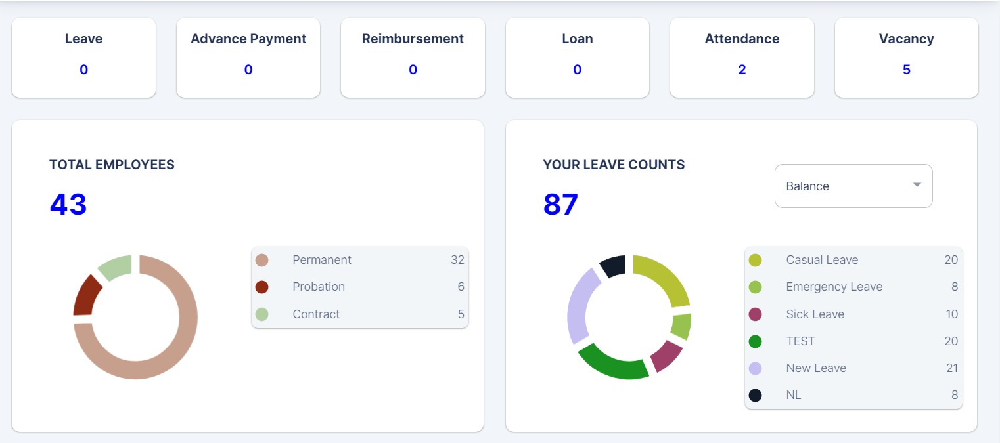 Leave
0
Advance Payment
0
Reimbursement
0
Loan
0
Attendance
2
Vacancy
5
TOTAL EMPLOYEES
43
Permanent 32
Probation 6
Contract 5
YOUR LEAVE COUNTS
87
Balance
Casual Leave 20
Emergency Leave 8
Sick Leave 10
TEST 20
New Leave 21
NL 8